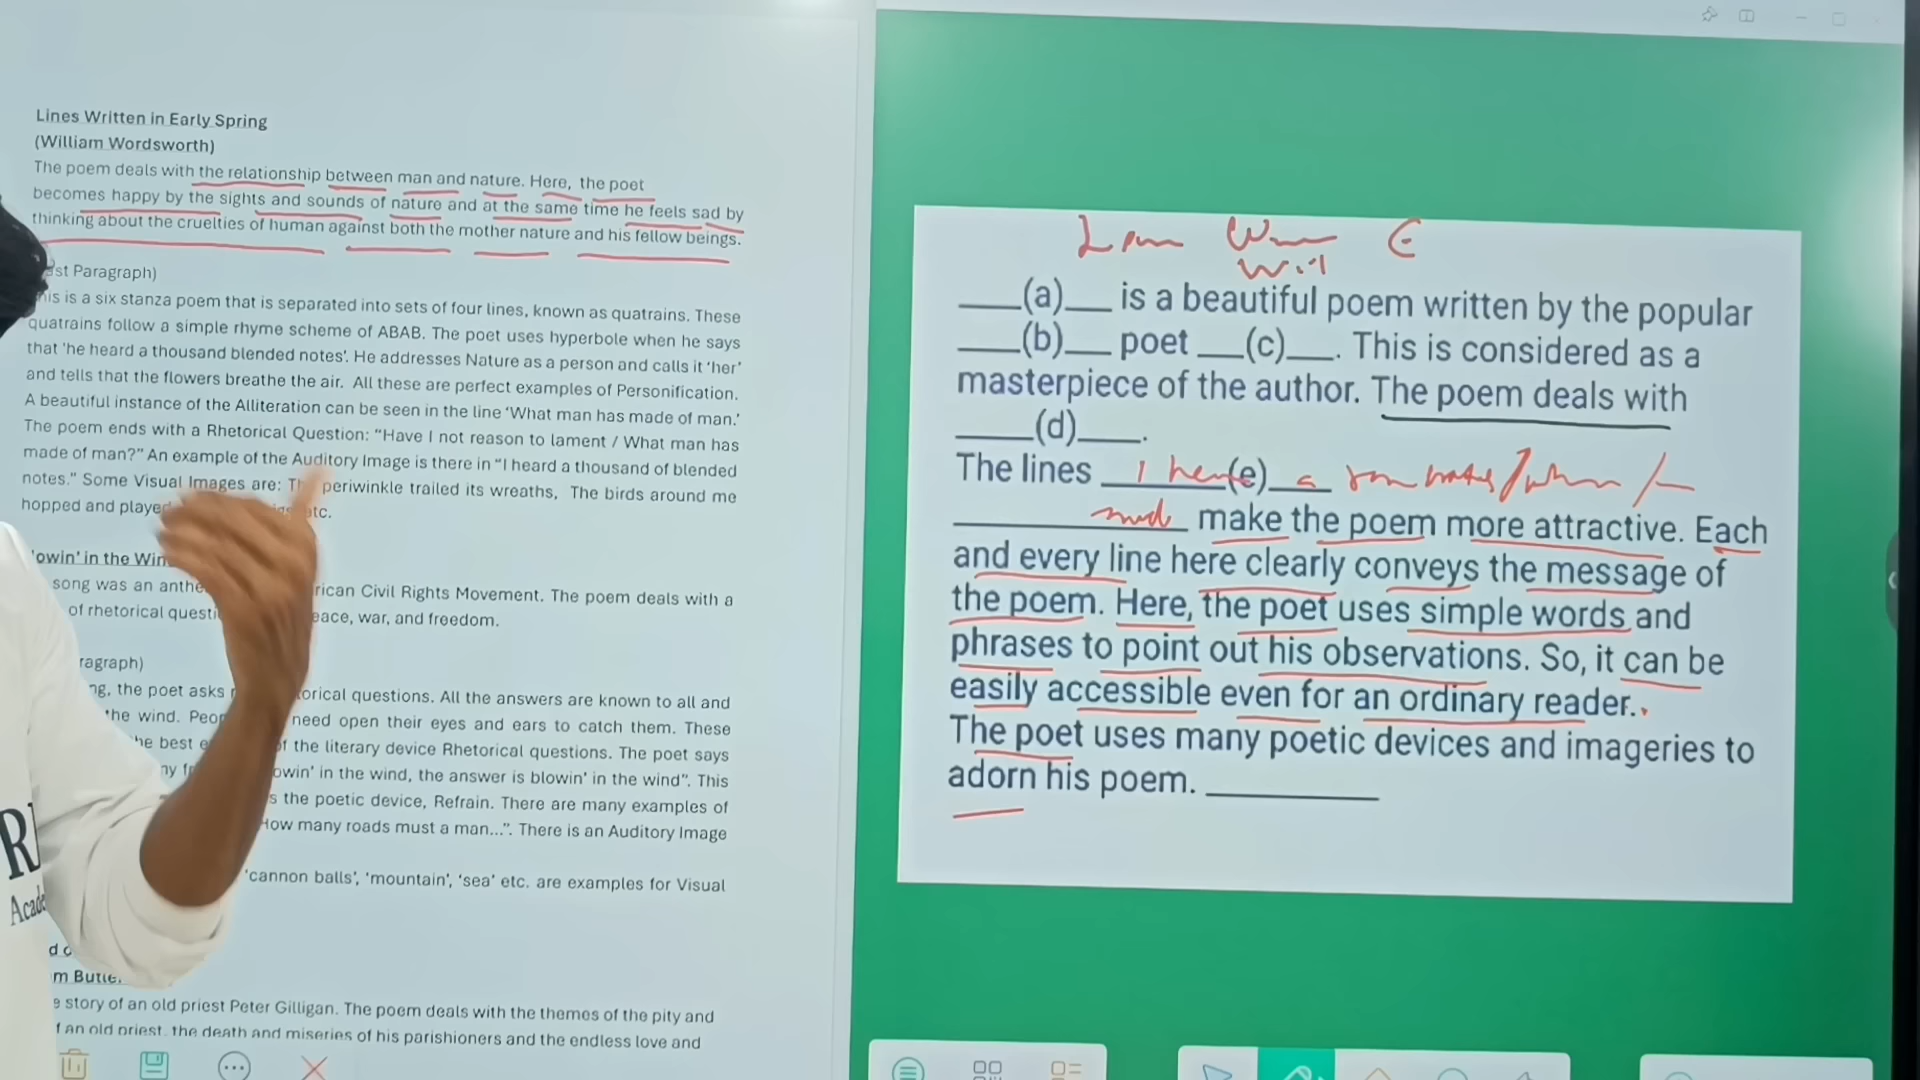 Lines Written in Early Spring
(William Wordsworth)
The poem deals with the relationship between man and nature. Here, the poet
becomes happy by the sights and sounds of nature and at the same time he feels sad by
thinking about the cruelties of human against both the mother nature and his fellow beings.
st Paragraph)
his is a six stanza poem that is separated into sets of four lines, known as quatrains. These
quatrains follow a simple rhyme scheme of ABAB. The poet uses hyperbole when he says
that 'he heard a thousand blended notes'. He addresses Nature as a person and calls it 'her'
and tells that the flowers breathe the air. All these are perfect examples of Personification.
A beautiful instance of the Alliteration can be seen in the line 'What man has made of man.'
The poem ends with a Rhetorical Question: "Have I not reason to lament / What man has
made of man?" An example of the Auditory Image is there in "I heard a thousand of blended
notes." Some Visual Images are: Th periwinkle trailed its wreaths, The birds around me
hopped and playe etc.
owin' in the Win
song was an anthe rican Civil Rights Movement. The poem deals with a
of rhetorical questi eace, war, and freedom.
ragraph)
ng, the poet asks orical questions. All the answers are known to all and
the wind. Peop need open their eyes and ears to catch them. These
he best e of the literary device Rhetorical questions. The poet says
ny fr owin' in the wind, the answer is blowin' in the wind". This
s the poetic device, Refrain. There are many examples of
How many roads must a man...". There is an Auditory Image
'cannon balls', 'mountain', 'sea' etc. are examples for Visual
d o
m Butle
e story of an old priest Peter Gilligan. The poem deals with the themes of the pity and
f an old priest, the death and miseries of his parishioners and the endless love and
R
Acade
L W E
Wil
___(a)___ is a beautiful poem written by the popular
___(b)___ poet ___(c)___. This is considered as a
masterpiece of the author. The poem deals with
____(d)____.
The lines I (e) a
make the poem more attractive. Each
and every line here clearly conveys the message of
the poem. Here, the poet uses simple words and
phrases to point out his observations. So, it can be
easily accessible even for an ordinary reader.
The poet uses many poetic devices and imageries to
adorn his poem. __________